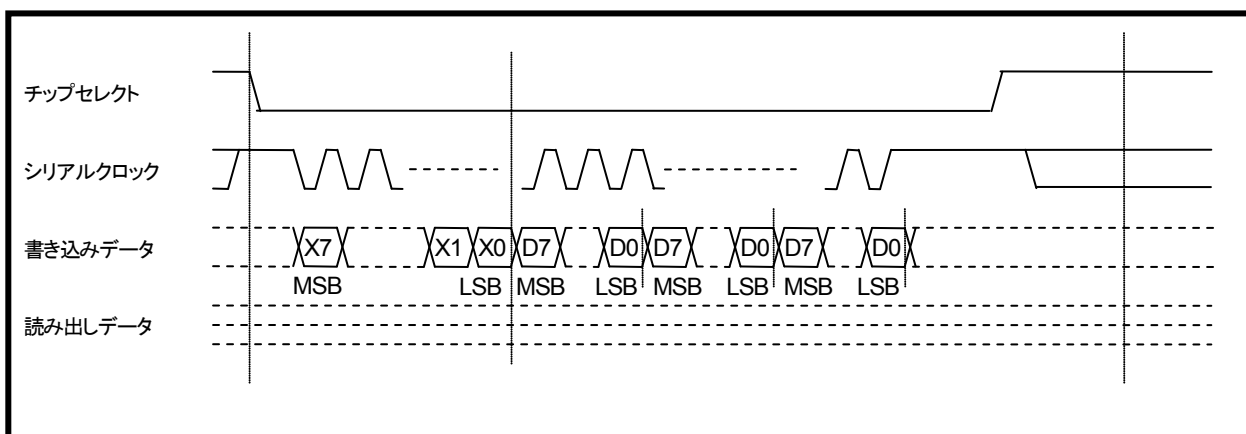 チップセレクト
シリアルクロック
書き込みデータ
X7 X1 X0 D7 D0 D7 D0 D7 D0
MSB LSB MSB LSB MSB LSB MSB LSB
読み出しデータ